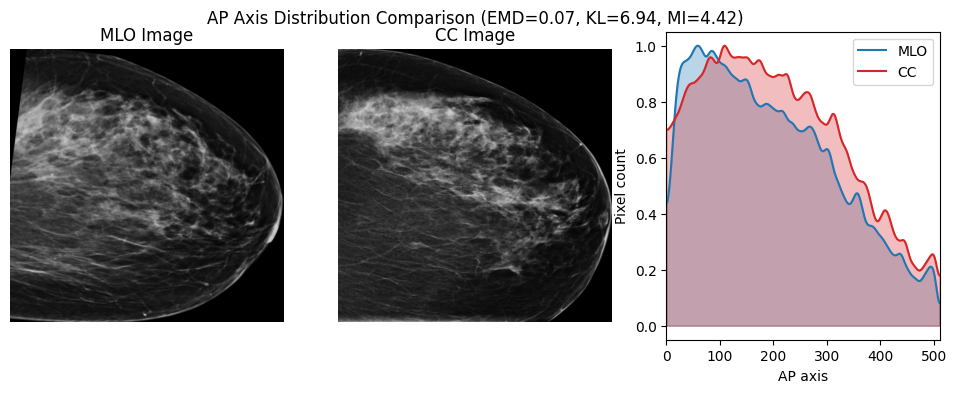 AP Axis Distribution Comparison (EMD=0.07, KL=6.94, MI=4.42)
MLO Image
CC Image
MLO
CC
Pixel count
1.0
0.8
0.6
0.4
0.2
0.0
0 100 200 300 400 500
AP axis